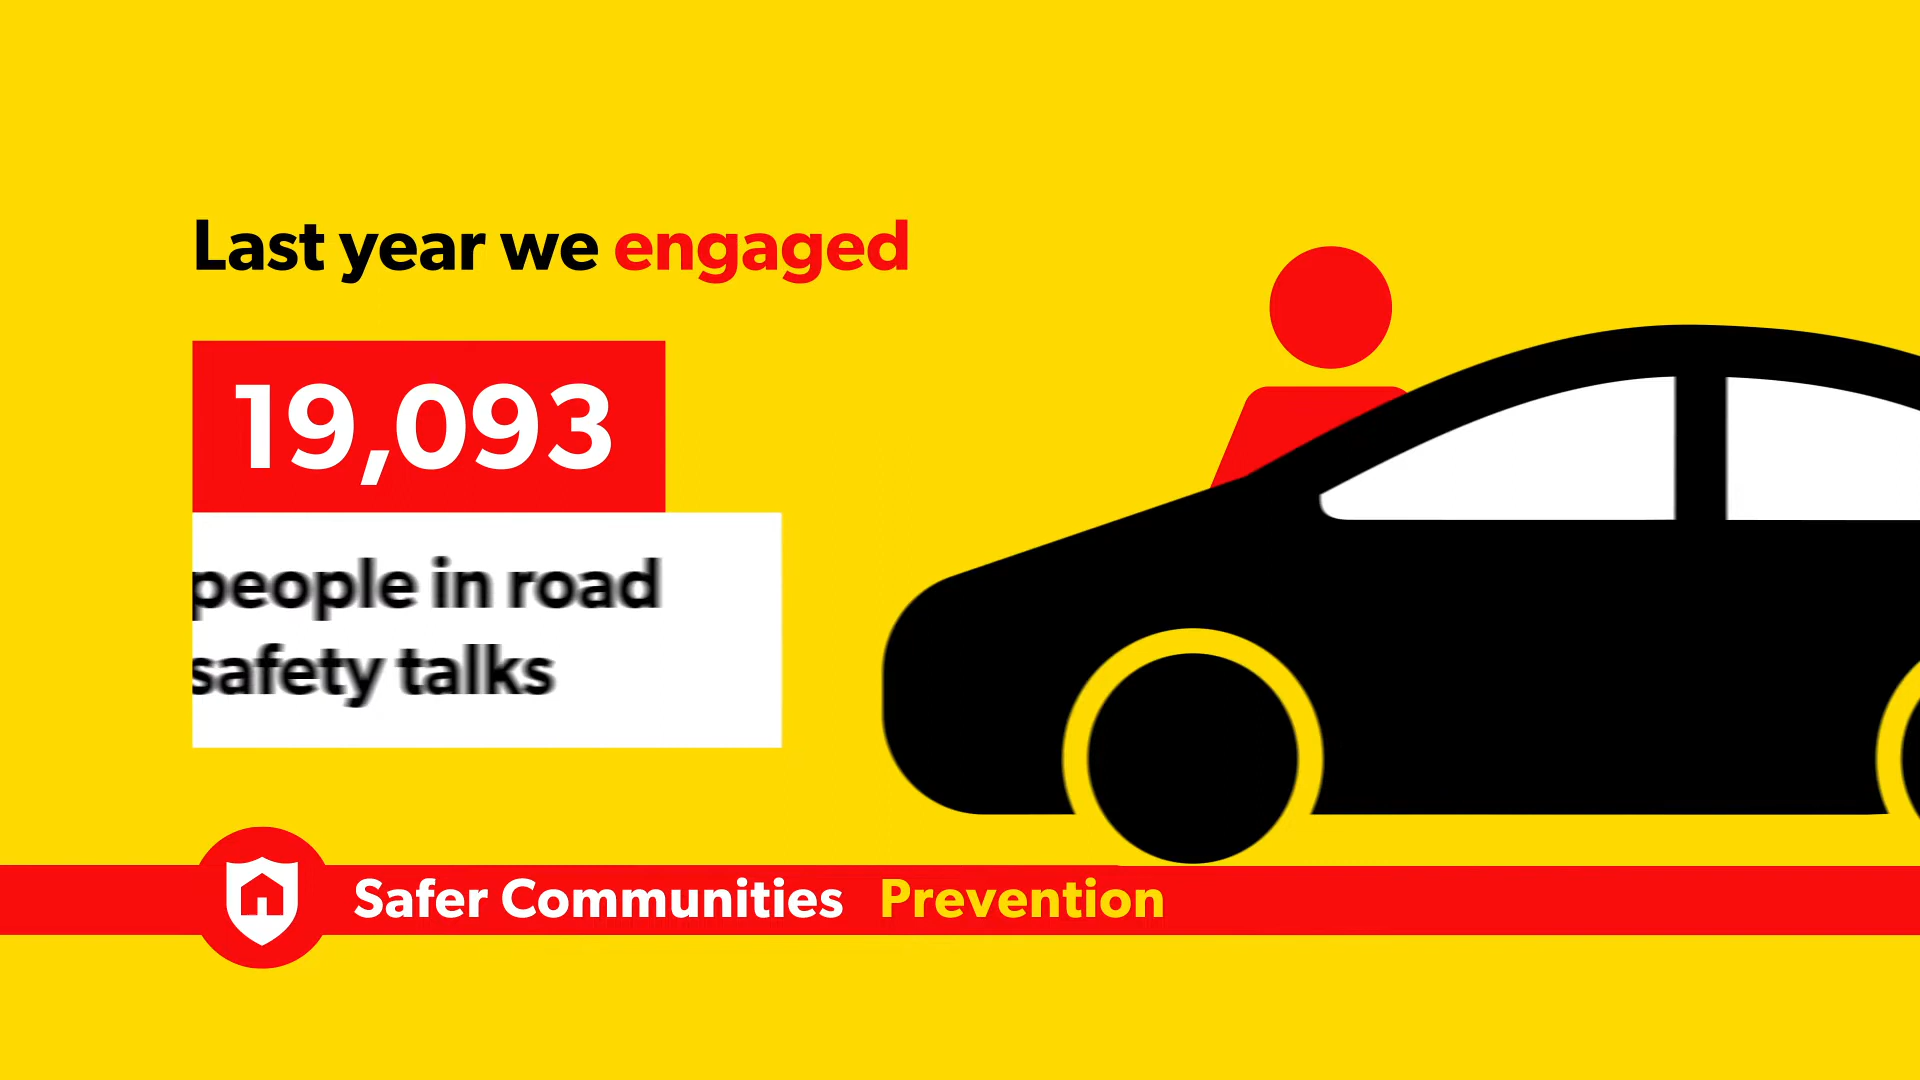 Last year we engaged
19,093
people in road
safety talks
Safer Communities Prevention